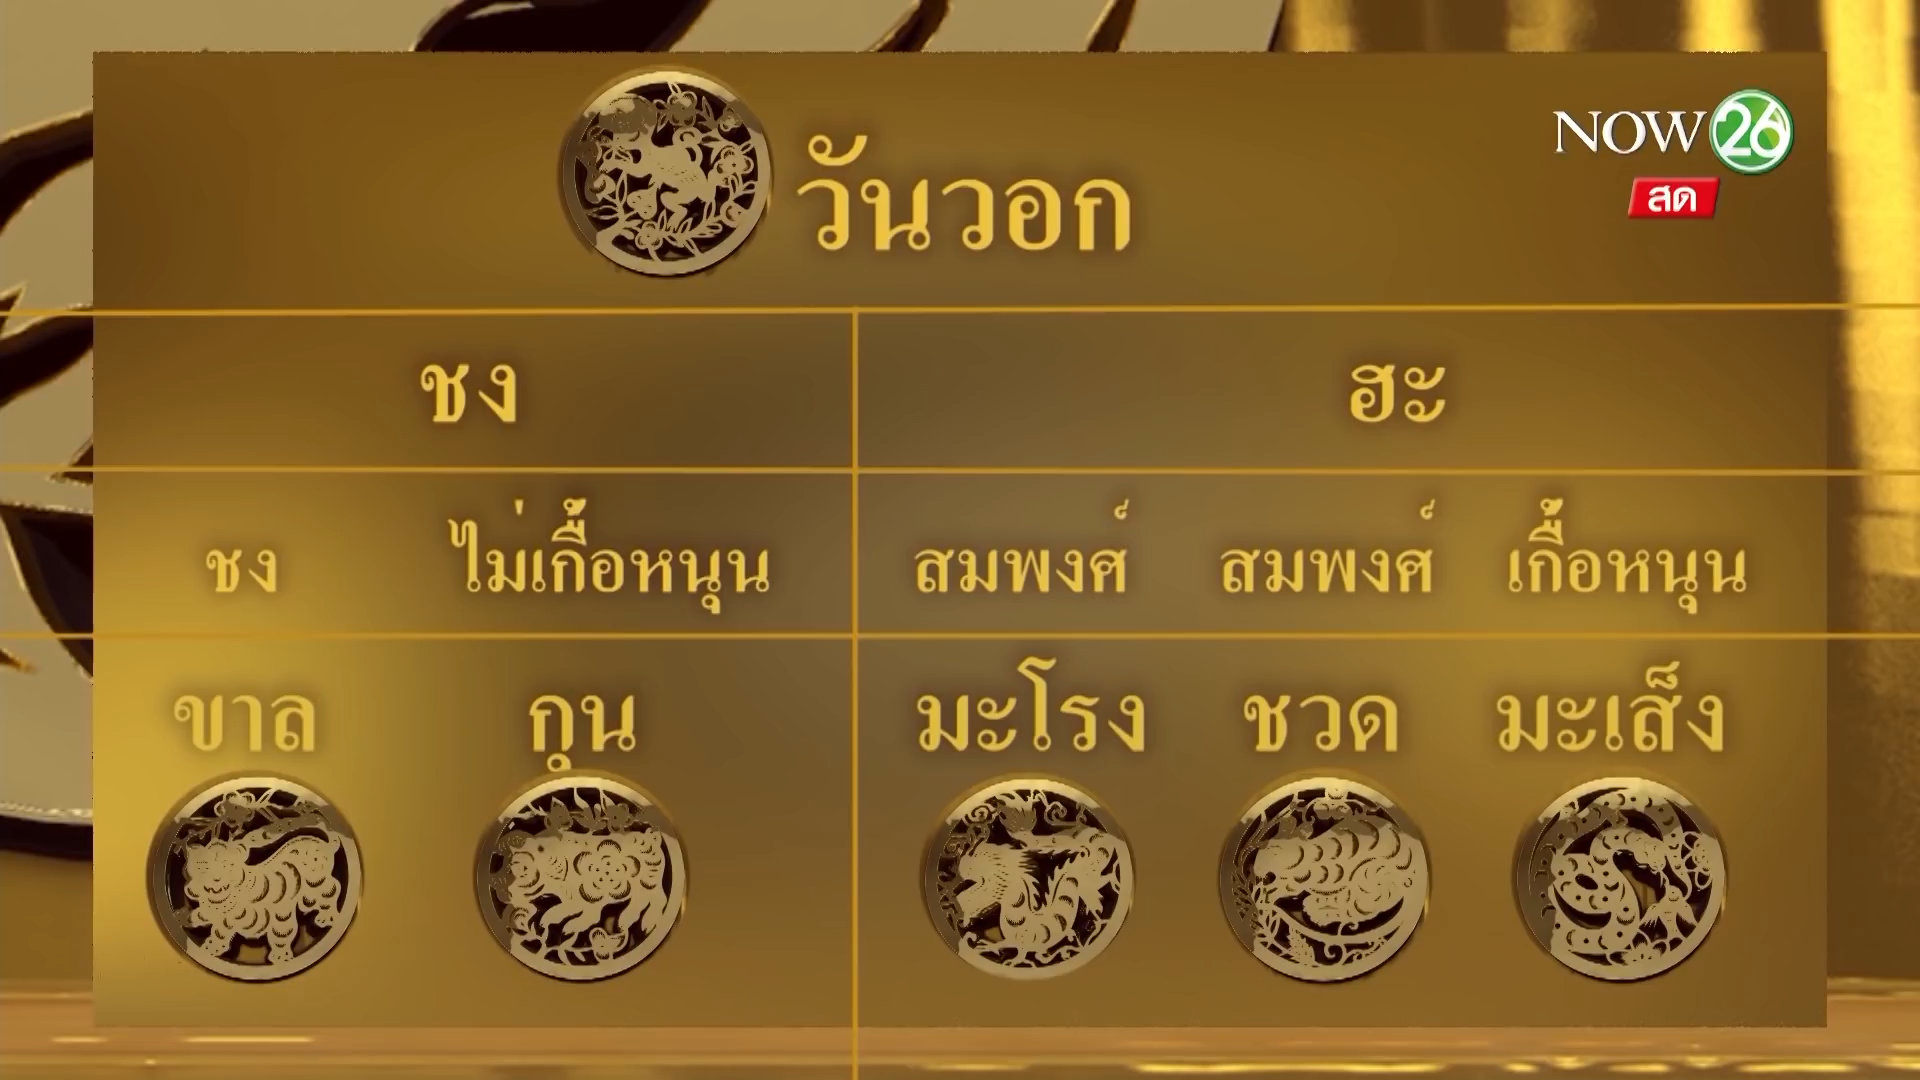 NOW26
สด
วันวอก
ชง ฮะ
ชง ไม่เกื้อหนุน สมพงศ์ สมพงศ์ เกื้อหนุน
ขาล กุน มะโรง ชวด มะเส็ง